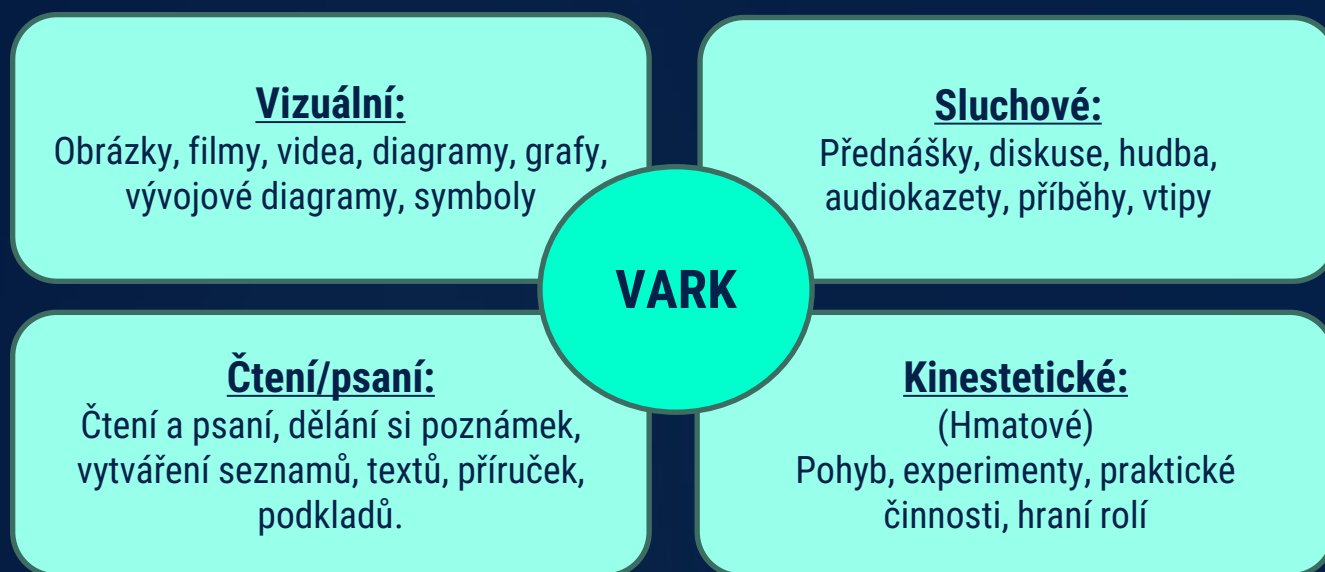 Vizuální:
Obrázky, filmy, videa, diagramy, grafy,
vývojové diagramy, symboly
Sluchové:
Přednášky, diskuse, hudba,
audiokazety, příběhy, vtipy
VARK
Čtení/psaní:
Čtení a psaní, dělání si poznámek,
vytváření seznamů, textů, příruček,
podkladů.
Kinestetické:
(Hmatové)
Pohyb, experimenty, praktické
činnosti, hraní rolí